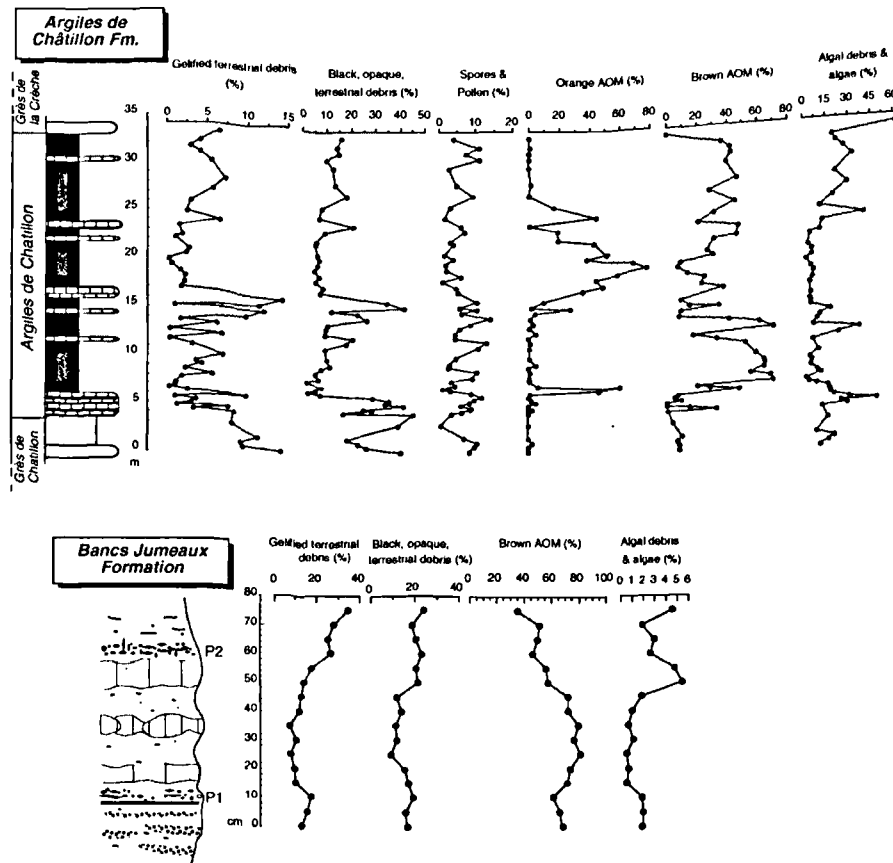 Argiles de
Châtillon Fm.
Gelified terrestrial debris
(%)
Black, opaque,
terrestrial debris (%)
Spores &
Pollen (%)
Orange AOM (%)
Brown AOM (%)
Algal debris &
algae (%)
0 5 10 15
0 10 20 30 40 50
0 10 20
0 20 40 60 80
0 20 40 60 80
0 15 30 45 60
Grès de
la Crèche
Argiles de Chatillon
Grès de
Chatillon
35
30
25
20
15
10
5
0
m
Bancs Jumeaux
Formation
Gelified terrestrial
debris (%)
Black, opaque,
terrestrial debris (%)
Brown AOM (%)
Algal debris
& algae (%)
0 20 40
0 20 40
0 20 40 60 80 100
0 1 2 3 4 5 6
80
70
60
50
40
30
20
10
cm 0
P2
P1